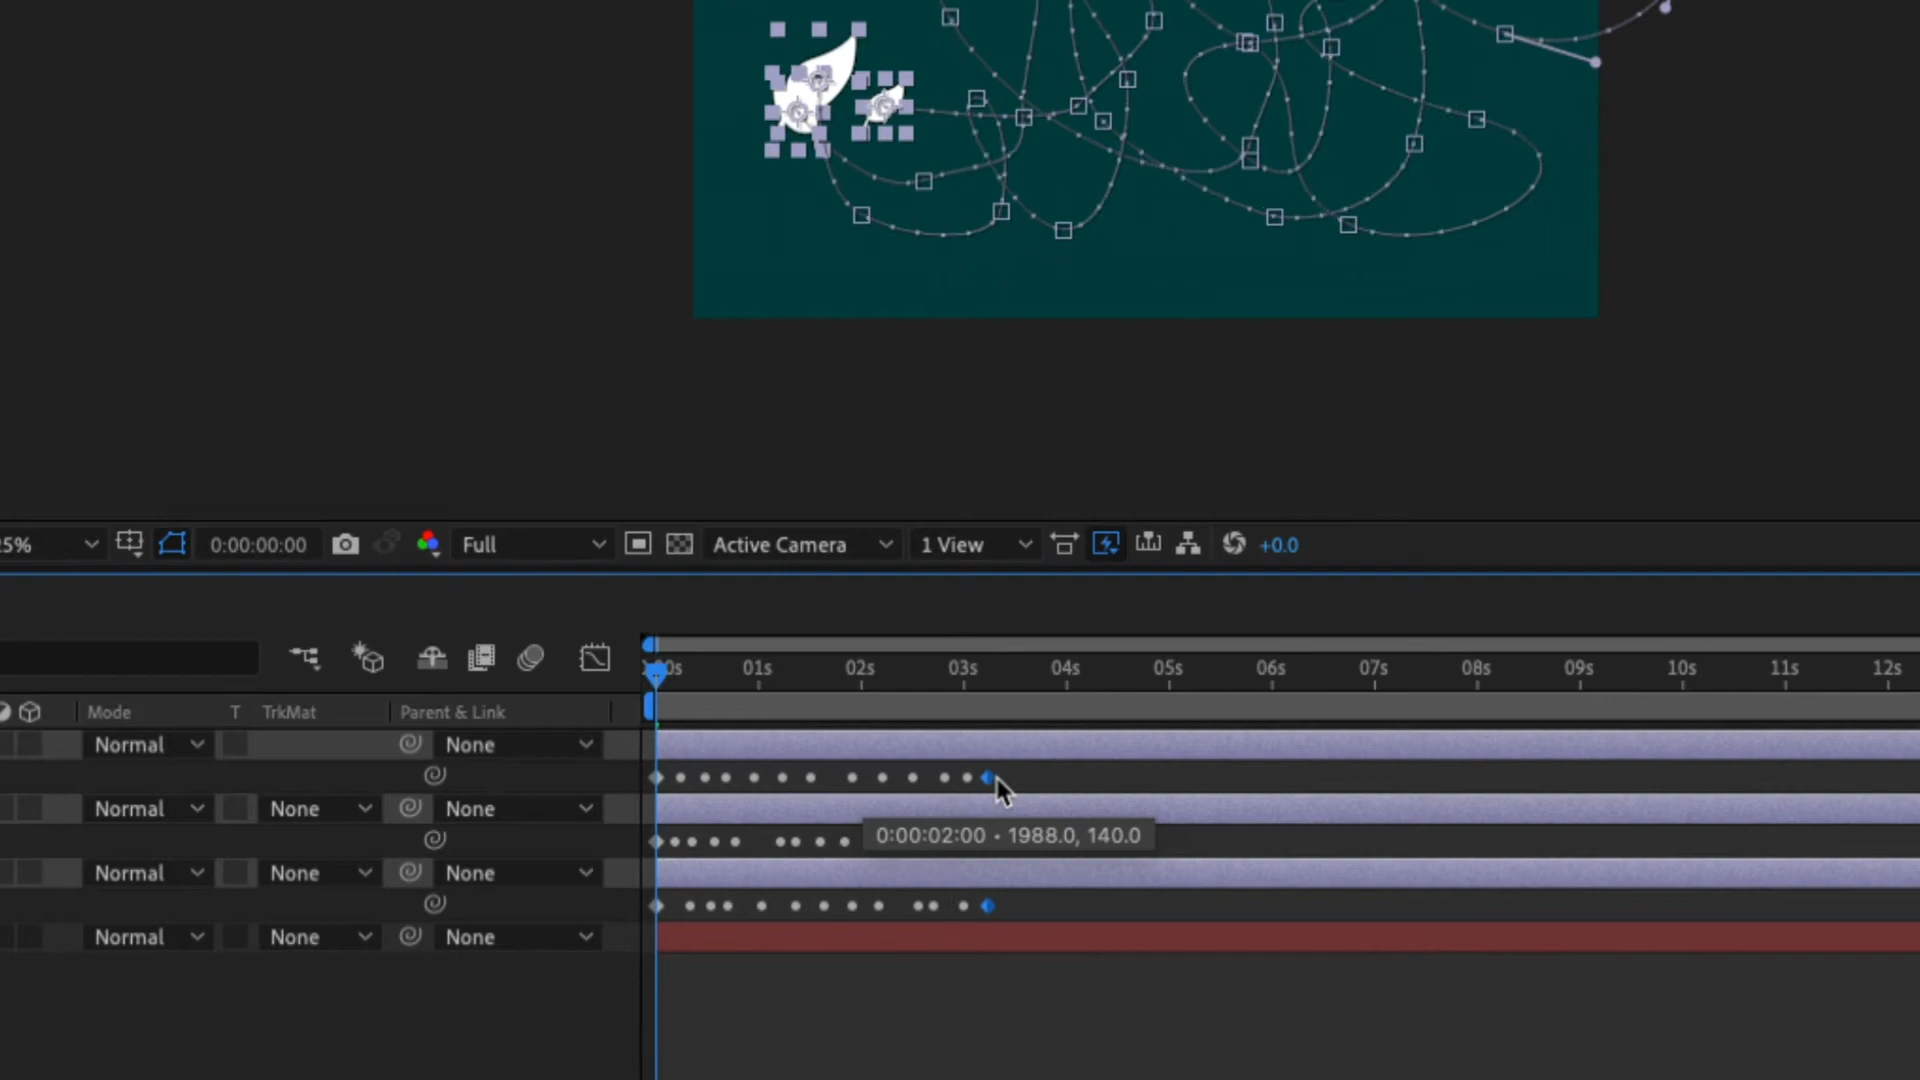 5%
0:00:00:00
Full
Active Camera
1 View
+0.0
00s 01s 02s 03s 04s 05s 06s 07s 08s 09s 10s 11s 12s
Mode T TrkMat Parent & Link
Normal None
Normal None None
0:00:02:00 • 1988.0, 140.0
Normal None None
Normal None None